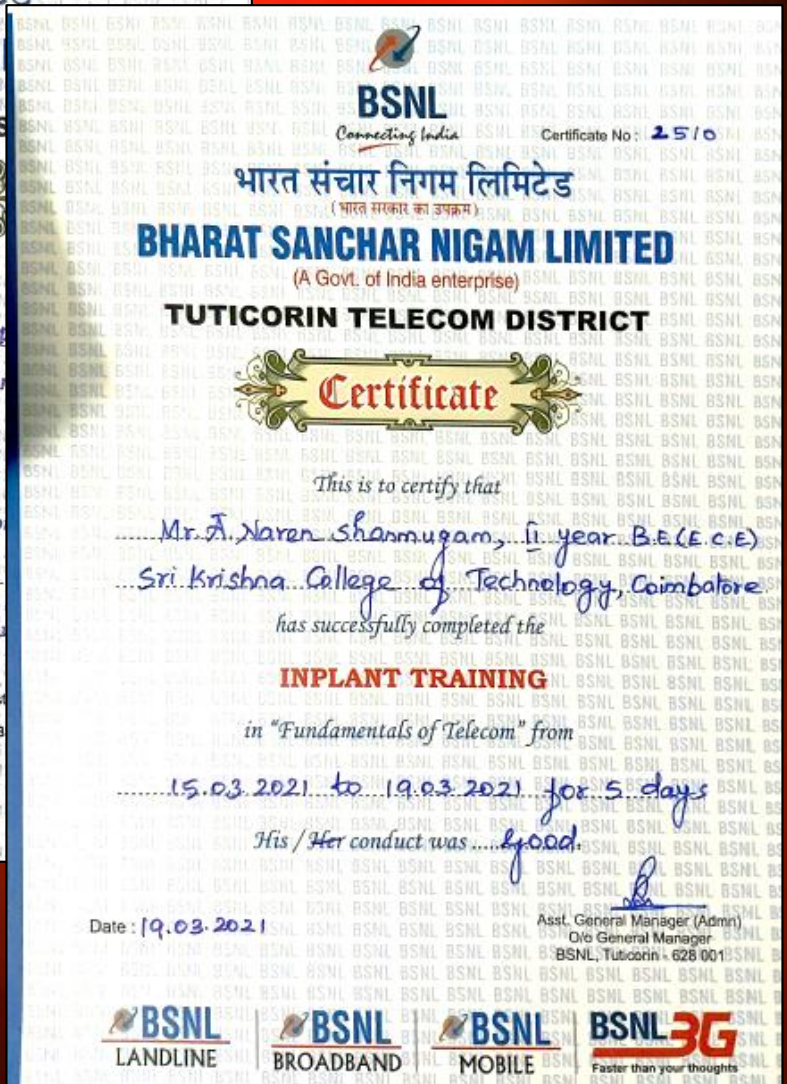 BSNL
Connecting India
Certificate No : 2510
भारत संचार निगम लिमिटेड
(भारत सरकार का उपक्रम)
BHARAT SANCHAR NIGAM LIMITED
(A Govt. of India enterprise)
TUTICORIN TELECOM DISTRICT
Certificate
This is to certify that
Mr. A. Naren Shanmugam, II year B.E (E.C.E)
Sri Krishna College of Technology, Coimbatore.
has successfully completed the
INPLANT TRAINING
in "Fundamentals of Telecom" from
15.03.2021 to 19.03.2021 for 5 days
His / Her conduct was good.
Date : 19.03.2021
Asst. General Manager (Admn)
O/o General Manager
BSNL, Tuticorin - 628 001
BSNL LANDLINE
BSNL BROADBAND
BSNL MOBILE
BSNL 3G
Faster than your thoughts